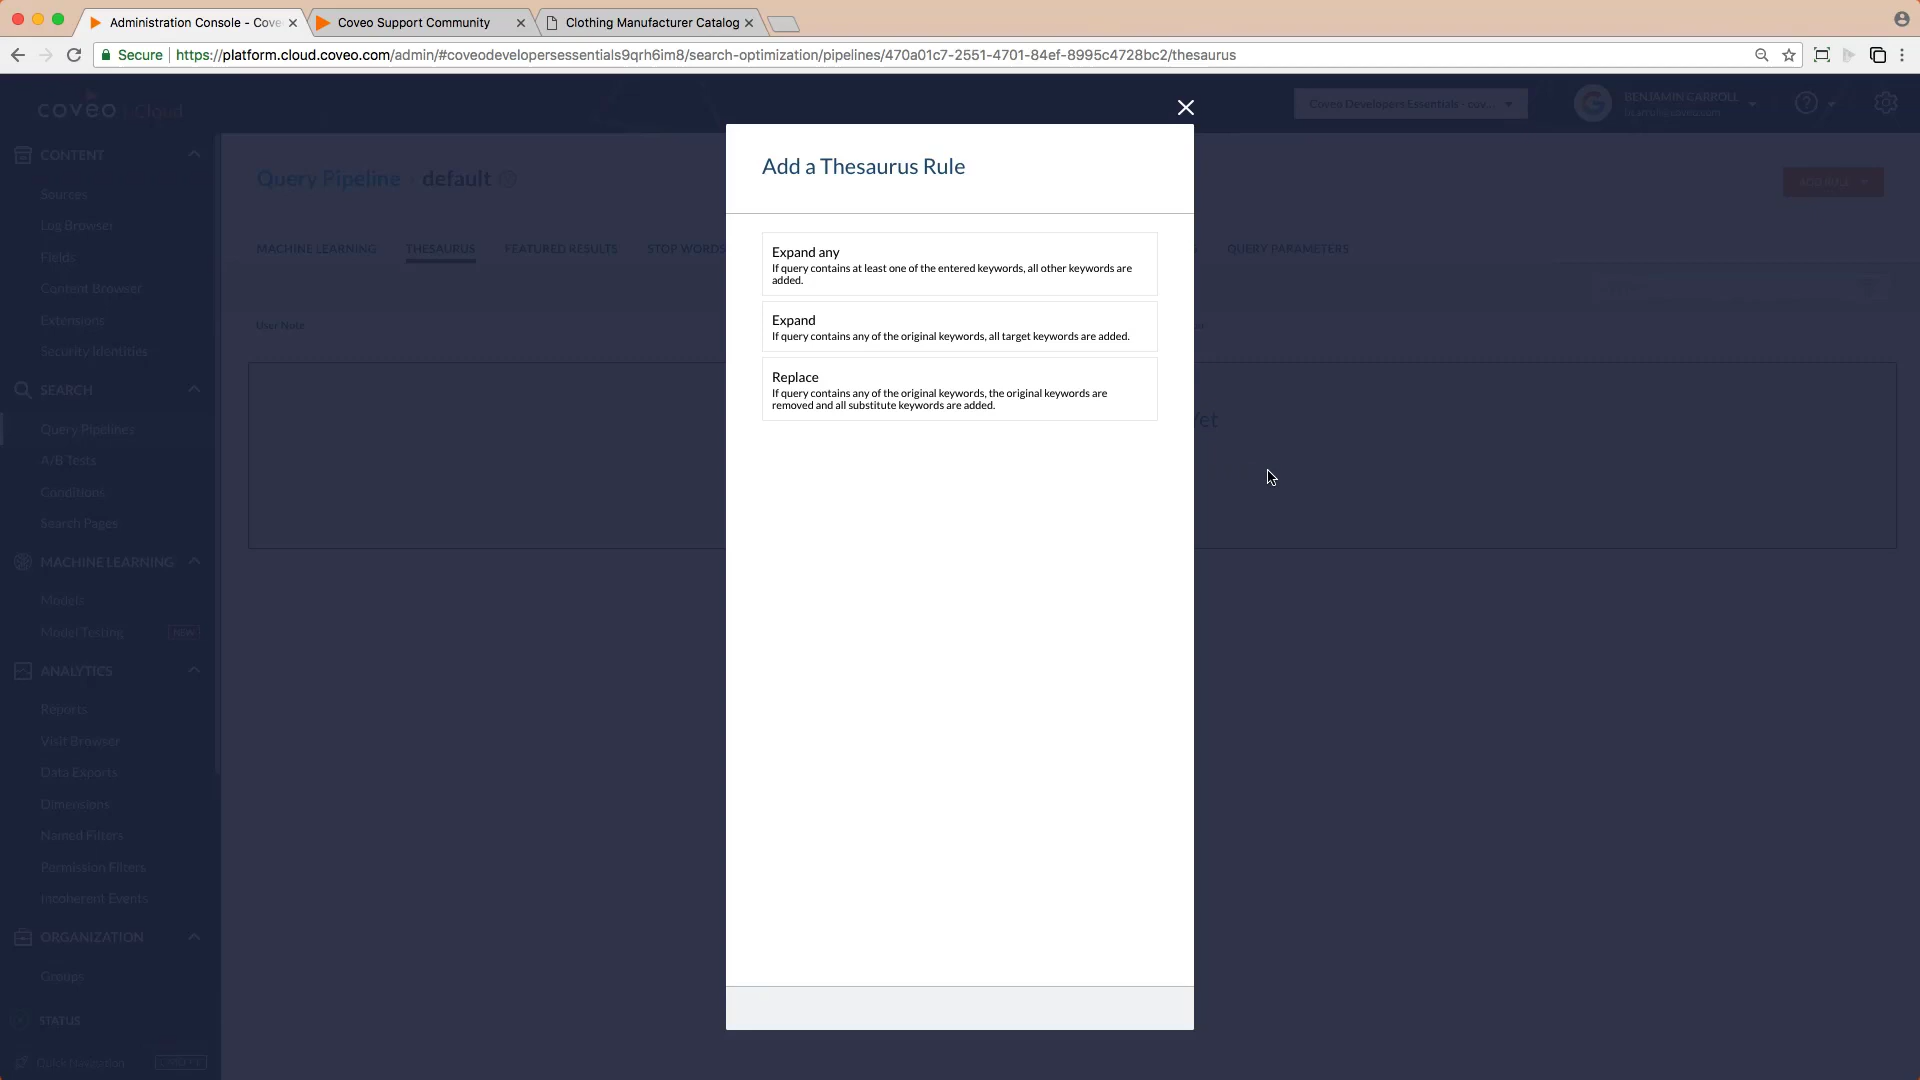 Administration Console - Cove
Coveo Support Community
Clothing Manufacturer Catalog
Secure
https://platform.cloud.coveo.com/admin/#coveodevelopersessentials9qrh6im8/search-optimization/pipelines/470a01c7-2551-4701-84ef-8995c4728bc2/thesaurus
coveo Cloud
Coveo Developers Essentials - cov...
BENJAMIN CARROLL
CONTENT
Sources
Log Browser
Fields
Content Browser
Extensions
Security Identities
SEARCH
Query Pipelines
A/B Tests
Conditions
Search Pages
MACHINE LEARNING
Models
Model Testing NEW
ANALYTICS
Reports
Visit Browser
Data Exports
Dimensions
Named Filters
Permission Filters
Incoherent Events
ORGANIZATION
Groups
STATUS
Quick Navigation
Query Pipeline - default
ADD RULE
MACHINE LEARNING THESAURUS FEATURED RESULTS STOP WORDS QUERY PARAMETERS
User Note
Yet
Add a Thesaurus Rule
Expand any
If query contains at least one of the entered keywords, all other keywords are
added.
Expand
If query contains any of the original keywords, all target keywords are added.
Replace
If query contains any of the original keywords, the original keywords are
removed and all substitute keywords are added.